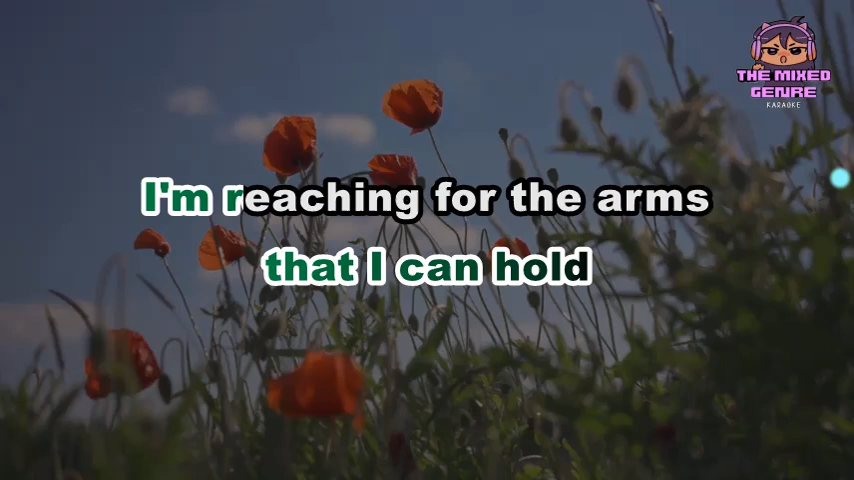 THE MIXED
GENRE
KARAOKE
I'm reaching for the arms
that I can hold